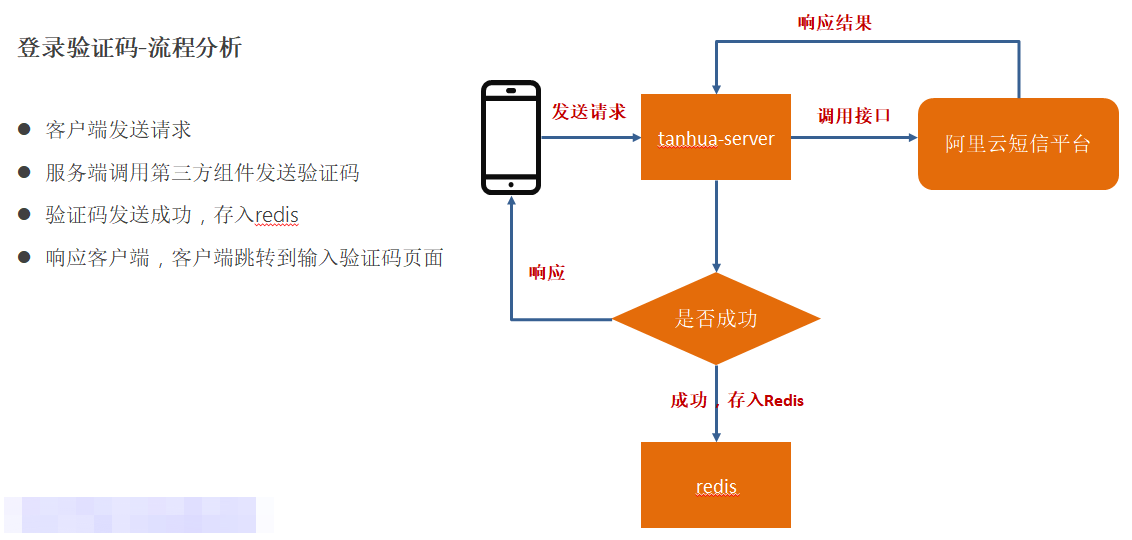 登录验证码-流程分析
客户端发送请求
服务端调用第三方组件发送验证码
验证码发送成功，存入redis
响应客户端，客户端跳转到输入验证码页面
响应结果
发送请求
tanhua-server
调用接口
阿里云短信平台
响应
是否成功
成功，存入Redis
redis